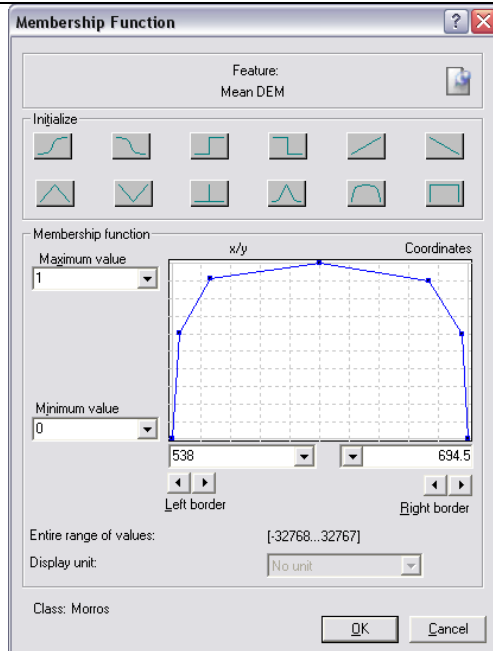 Membership Function
Feature:
Mean DEM
Initialize
Membership function
x/y
Coordinates
Maximum value
1
Minimum value
0
538
694.5
Left border
Right border
Entire range of values:
[-32768...32767]
Display unit:
No unit
Class: Morros
OK
Cancel